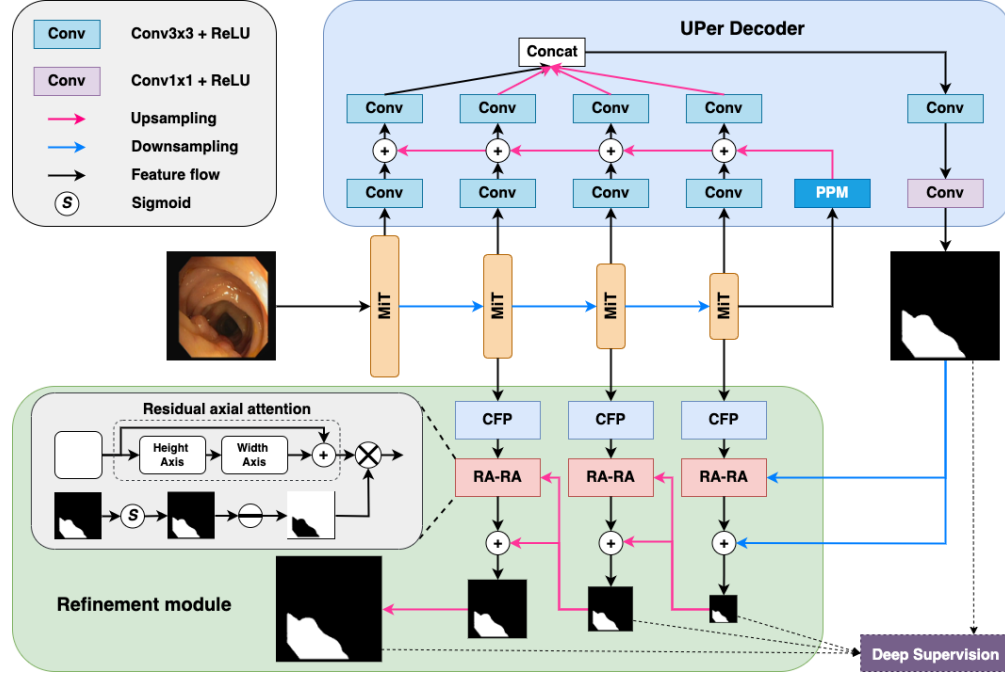 Conv Conv3x3 + ReLU
Conv Conv1x1 + ReLU
Upsampling
Downsampling
Feature flow
S Sigmoid
UPer Decoder
Concat
Conv Conv Conv Conv Conv
+ + + +
Conv Conv Conv Conv PPM Conv
MiT MiT MiT MiT
Residual axial attention
Height
Axis
Width
Axis
+
S
CFP CFP CFP
RA-RA RA-RA RA-RA
+ + +
Refinement module
Deep Supervision